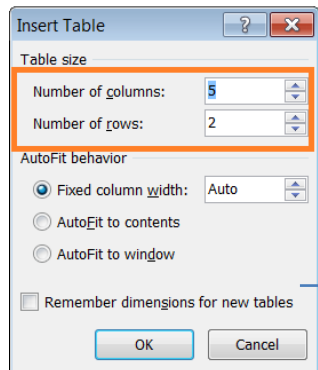 Insert Table
Table size
Number of columns: 5
Number of rows: 2
AutoFit behavior
Fixed column width: Auto
AutoFit to contents
AutoFit to window
Remember dimensions for new tables
OK Cancel